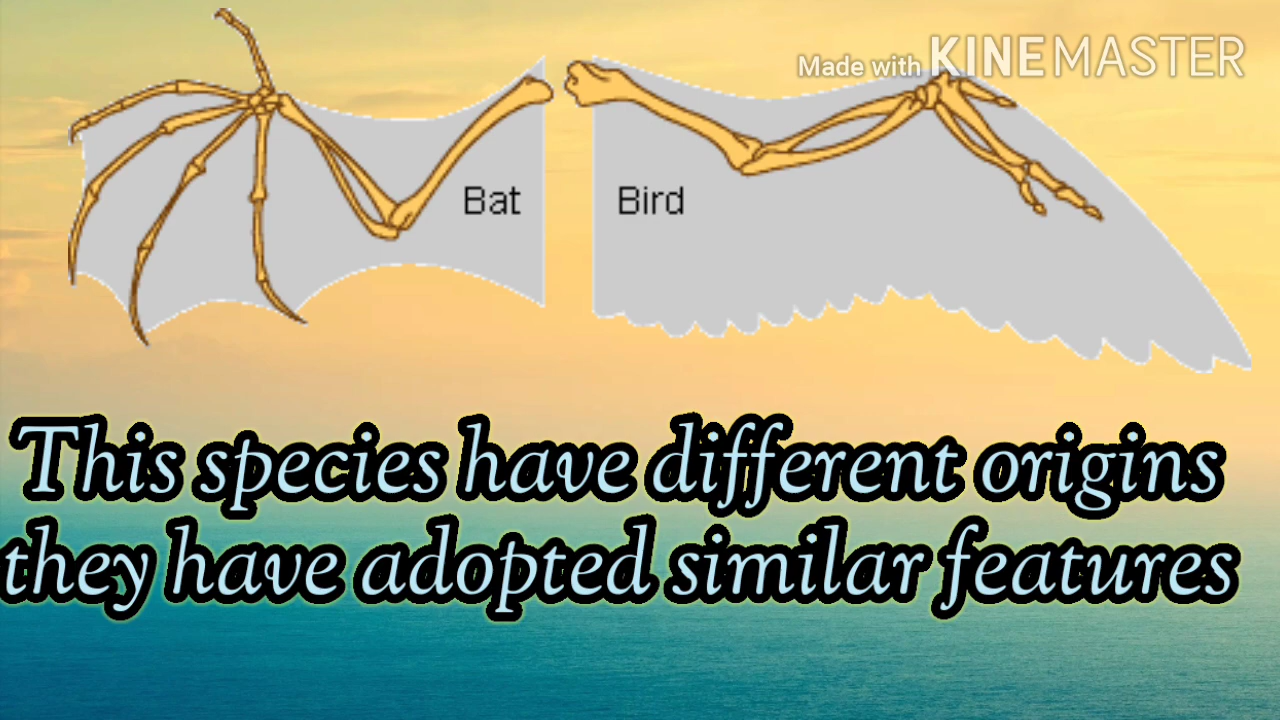 Made with KINEMASTER
Bat
Bird
This species have different origins
they have adopted similar features